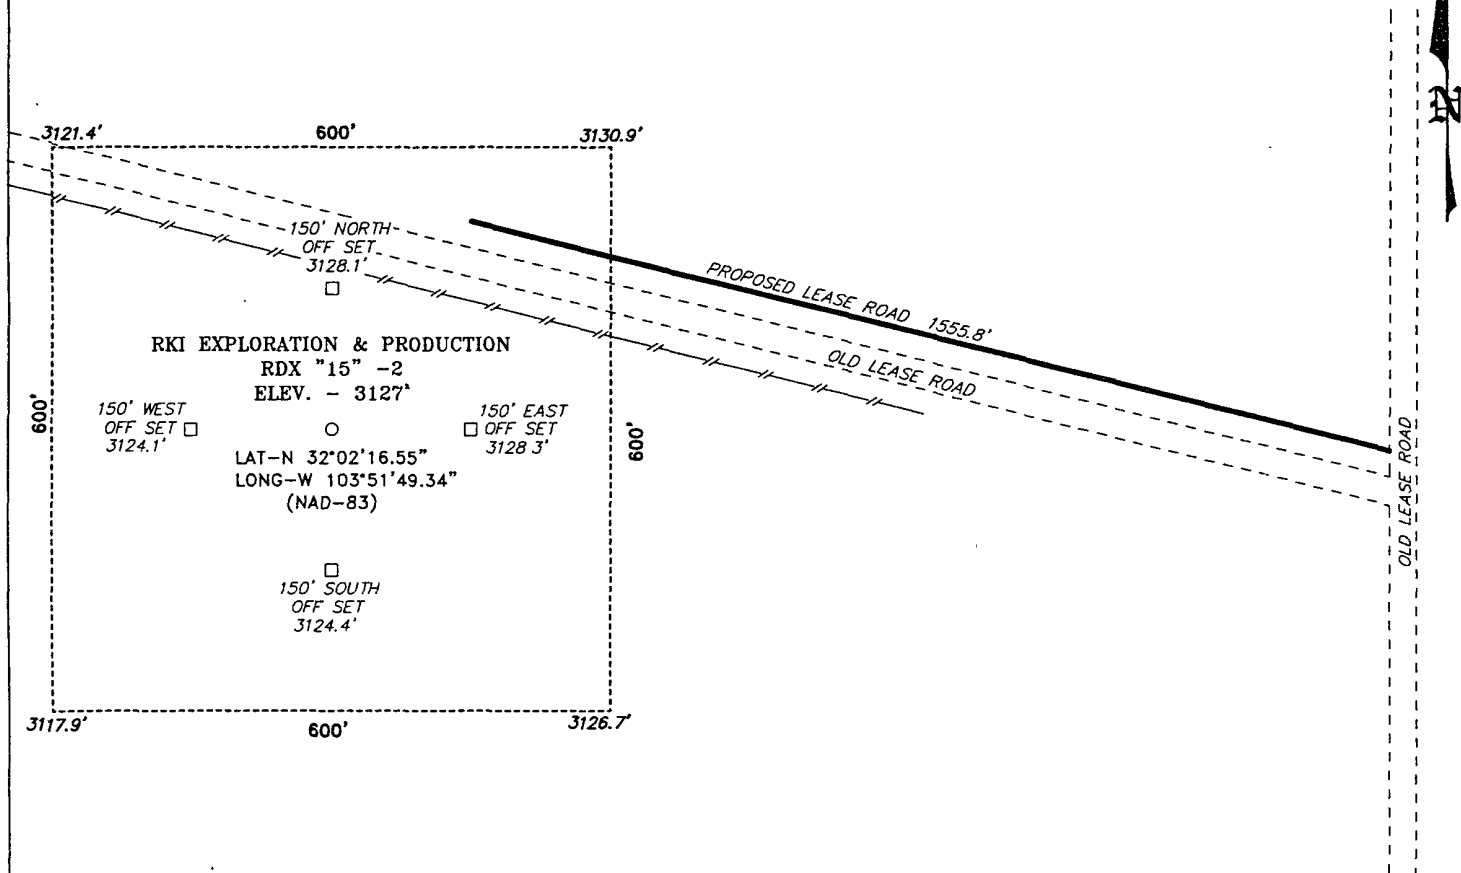 N
3121.4'
600'
3130.9'
150' NORTH
OFF SET
3128.1'
PROPOSED LEASE ROAD 1555.8'
OLD LEASE ROAD
RKI EXPLORATION & PRODUCTION
RDX "15" -2
ELEV. - 3127'
600'
150' WEST
OFF SET
3124.1'
150' EAST
OFF SET
3128 3'
600'
LAT-N 32°02'16.55"
LONG-W 103°51'49.34"
(NAD-83)
OLD LEASE ROAD
150' SOUTH
OFF SET
3124.4'
3117.9'
600'
3126.7'